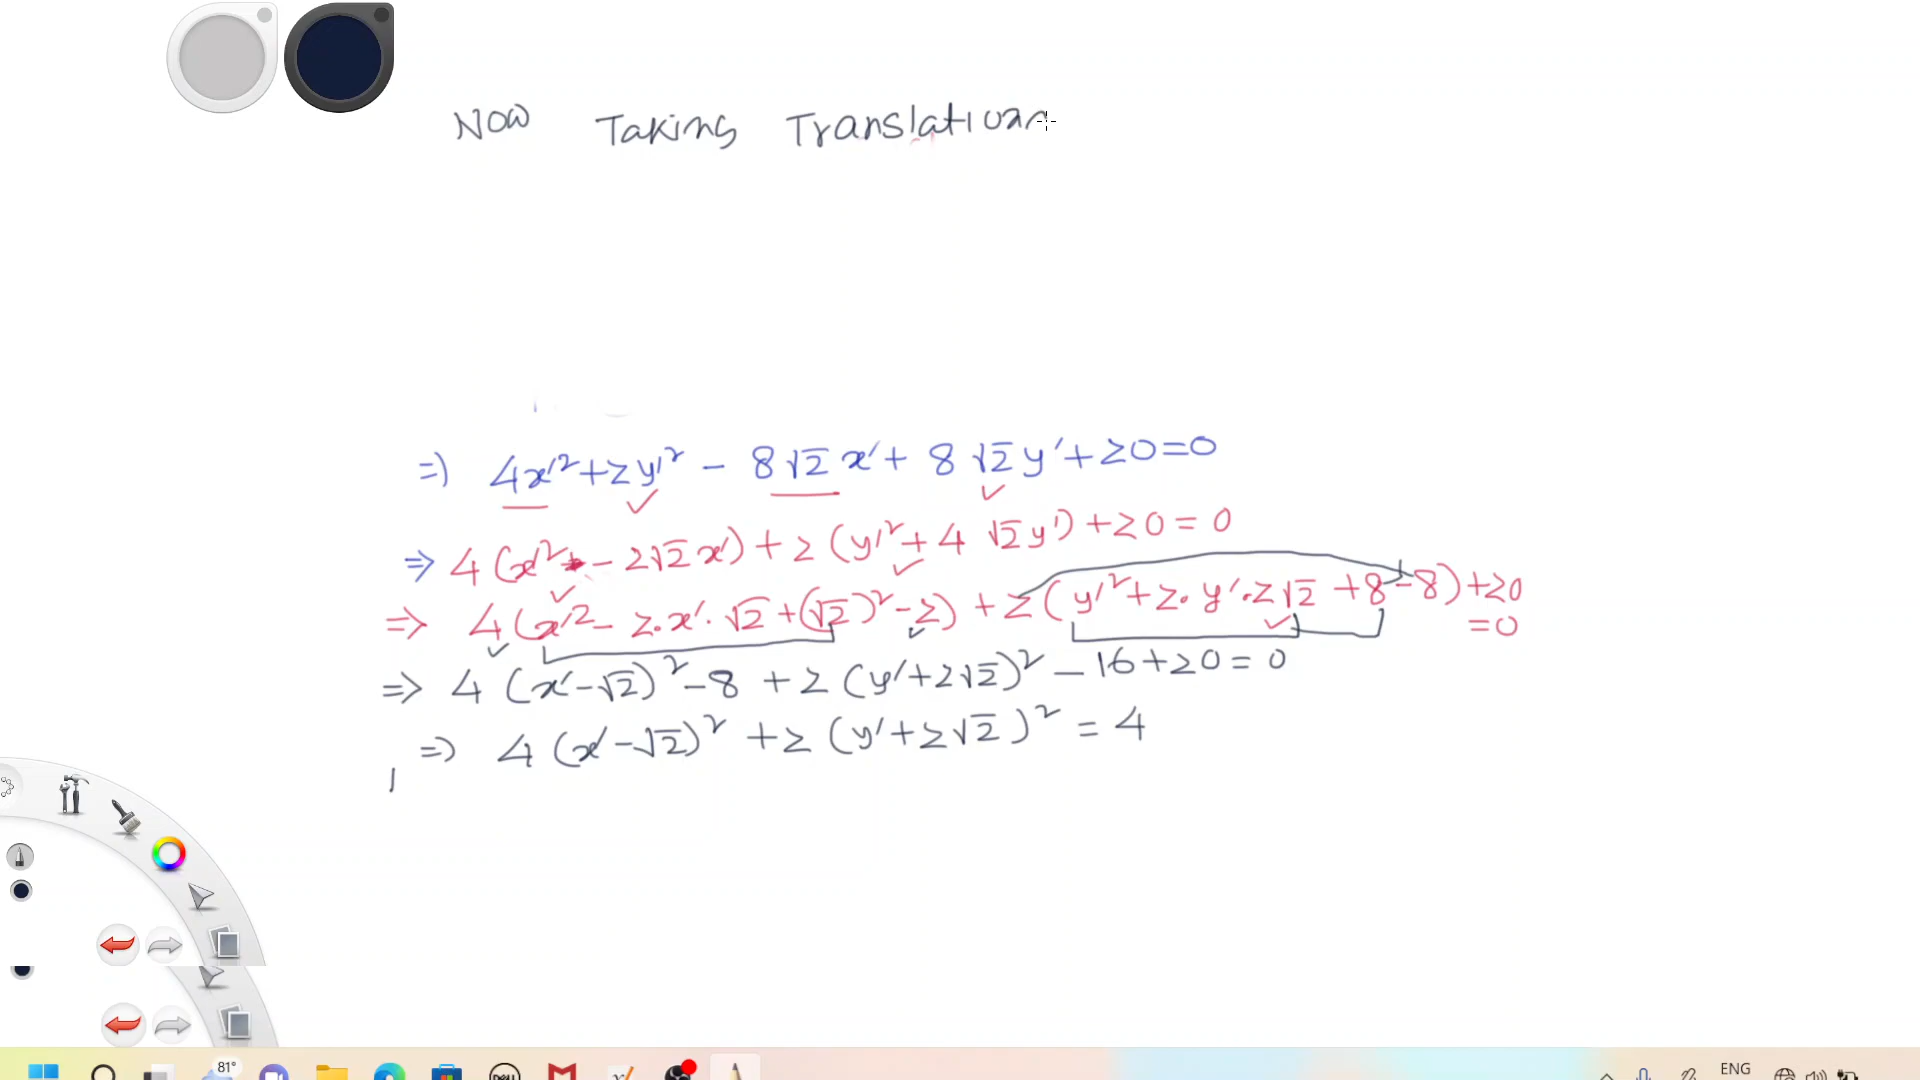 Now Taking Translation
=) 4x'²+2y'² - 8√2 x' + 8 √2 y' + 20=0
=> 4(x'² - 2√2 x') + 2 (y'² + 4 √2 y') + 20 = 0
=> 4(x'² - 2.x'. √2 + (√2)² - 2) + 2 (y'² + 2. y'. 2√2 + 8 - 8) + 20
= 0
=> 4 (x'-√2)² - 8 + 2 (y'+2√2)² - 16 + 20 = 0
=) 4 (x'-√2)² + 2 (y'+2√2)² = 4
81°
DELL
ENG